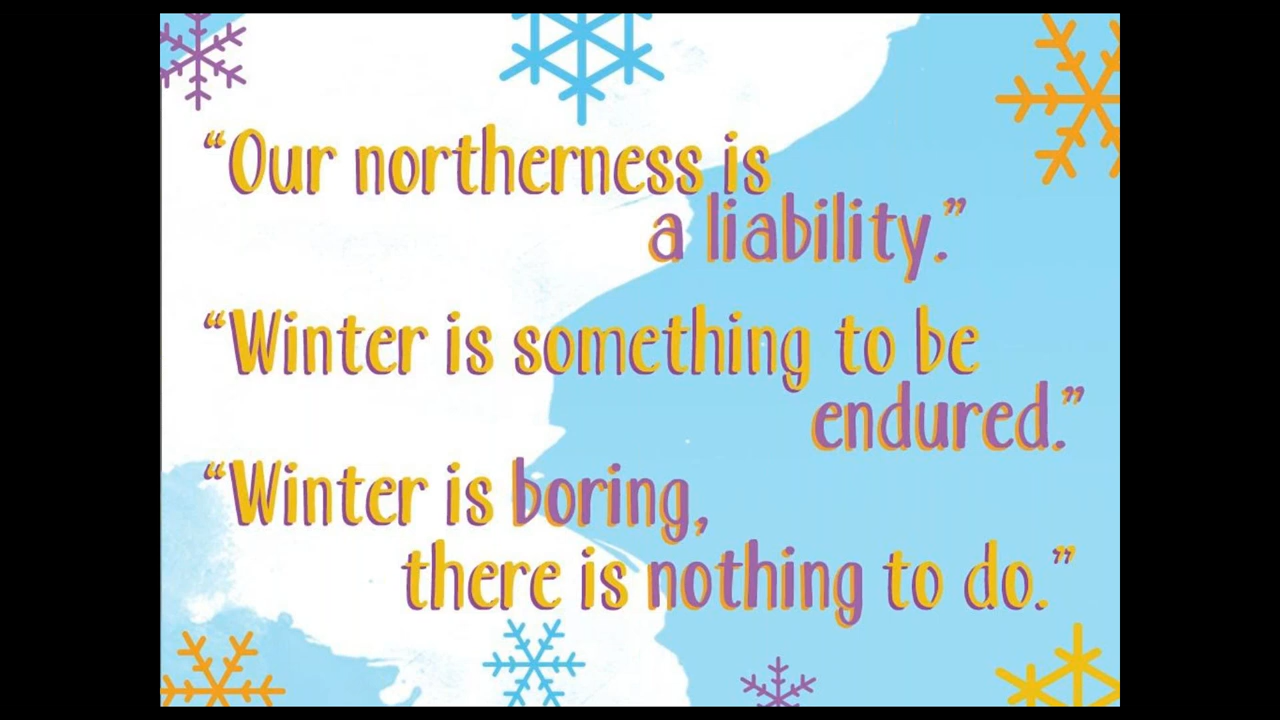 “Our northerness is
a liability.”
“Winter is something to be
endured.”
“Winter is boring,
there is nothing to do.”